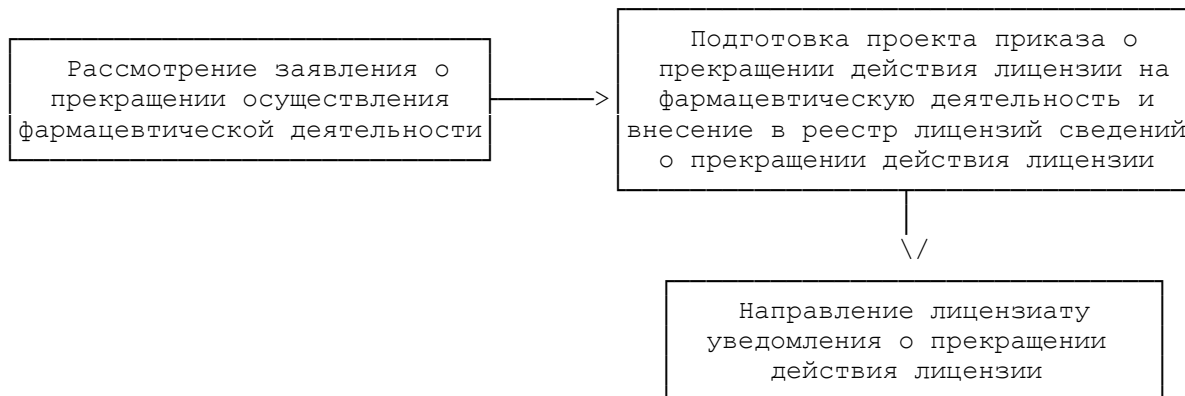 Рассмотрение заявления о
прекращении осуществления
фармацевтической деятельности
Подготовка проекта приказа о
прекращении действия лицензии на
фармацевтическую деятельность и
внесение в реестр лицензий сведений
о прекращении действия лицензии
Направление лицензиату
уведомления о прекращении
действия лицензии